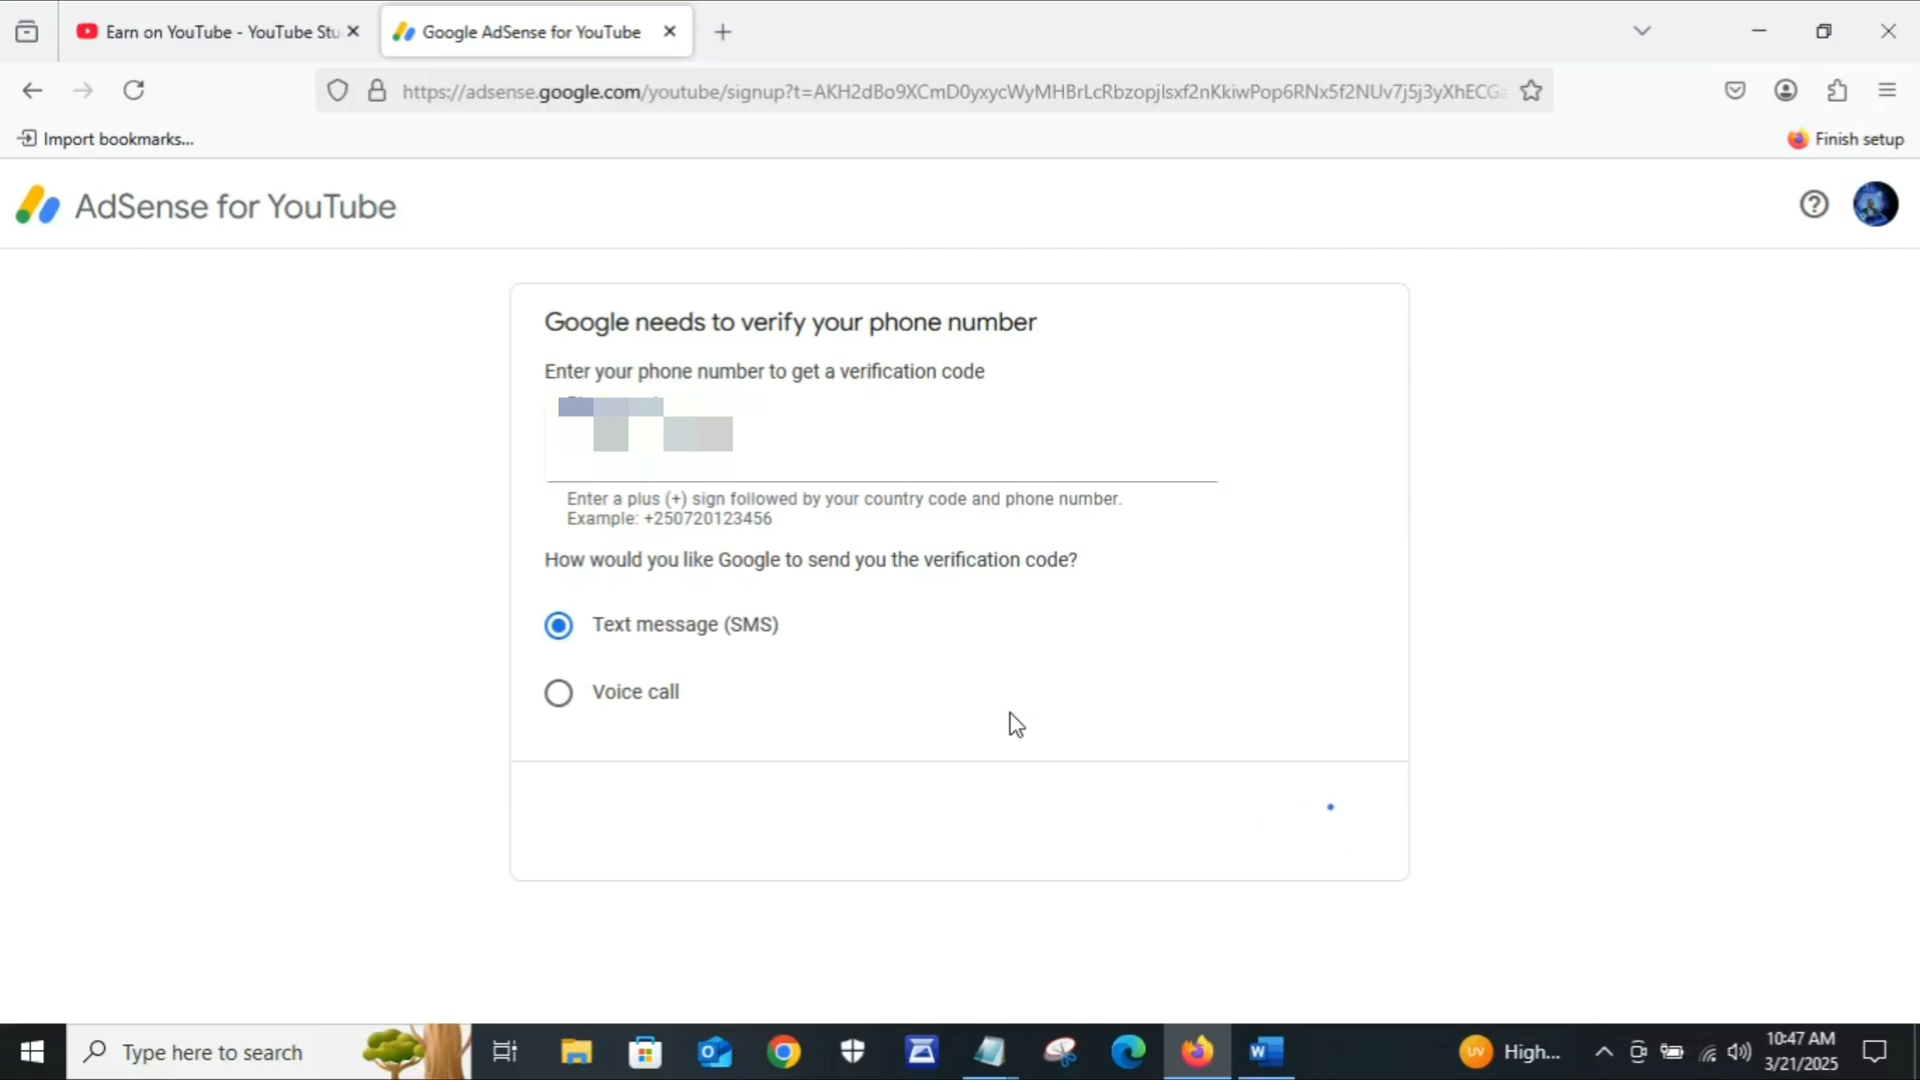 Earn on YouTube - YouTube Stu
Google AdSense for YouTube
https://adsense.google.com/youtube/signup?t=AKH2dBo9XCmD0yxycWyMHBrLcRbzopjlsxf2nKkiwPop6RNx5f2NUv7j5j3yXhECGa
Import bookmarks...
Finish setup
AdSense for YouTube
Google needs to verify your phone number
Enter your phone number to get a verification code
Enter a plus (+) sign followed by your country code and phone number.
Example: +250720123456
How would you like Google to send you the verification code?
Text message (SMS)
Voice call
Type here to search
UV
High...
10:47 AM
3/21/2025